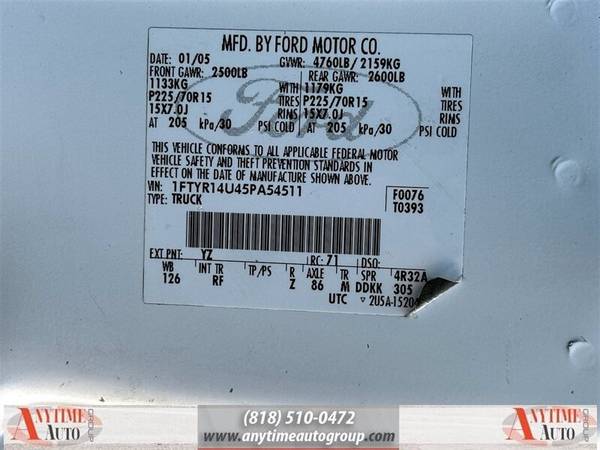 MFD. BY FORD MOTOR CO.
DATE: 01/05 GVWR: 4760LB/ 2159KG
FRONT GAWR: 2500LB REAR GAWR: 2600LB
1133KG WITH 1179KG WITH
P225/70R15 TIRES P225/70R15 TIRES
15X7.0J RIMS 15X7.0J RIMS
AT 205 kPa/30 PSI COLD AT 205 kPa/30 PSI COLD
Ford
THIS VEHICLE CONFORMS TO ALL APPLICABLE FEDERAL MOTOR
VEHICLE SAFETY AND THEFT PREVENTION STANDARDS IN
EFFECT ON THE DATE OF MANUFACTURE SHOWN ABOVE.
VIN: 1FTYR14U45PA54511 F0076
TYPE: TRUCK T0393
EXT PNT: YZ RC: 71 DSO:
WB INT TR TP/PS R AXLE TR SPR 4R32A
126 RF Z 86 M DDKK 305
UTC
ANYTIME AUTO GROUP
(818) 510-0472
www.anytimeautogroup.com
ANYTIME AUTO GROUP